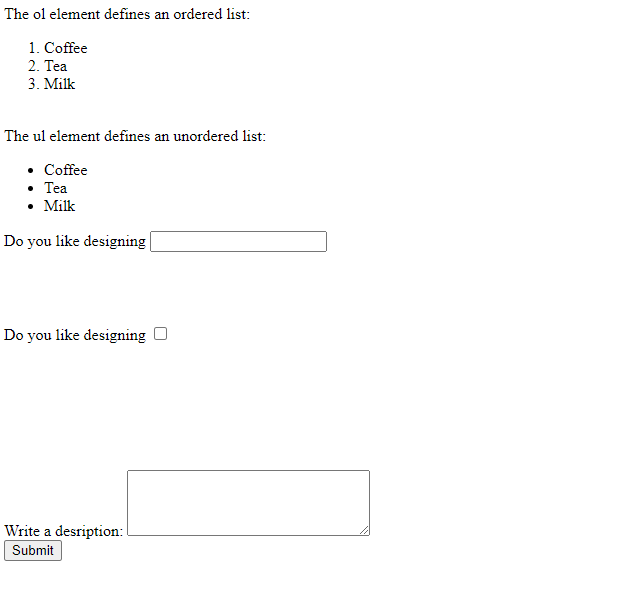 The ol element defines an ordered list:
1. Coffee
2. Tea
3. Milk
The ul element defines an unordered list:
• Coffee
• Tea
• Milk
Do you like designing
Do you like designing
Write a desription:
Submit